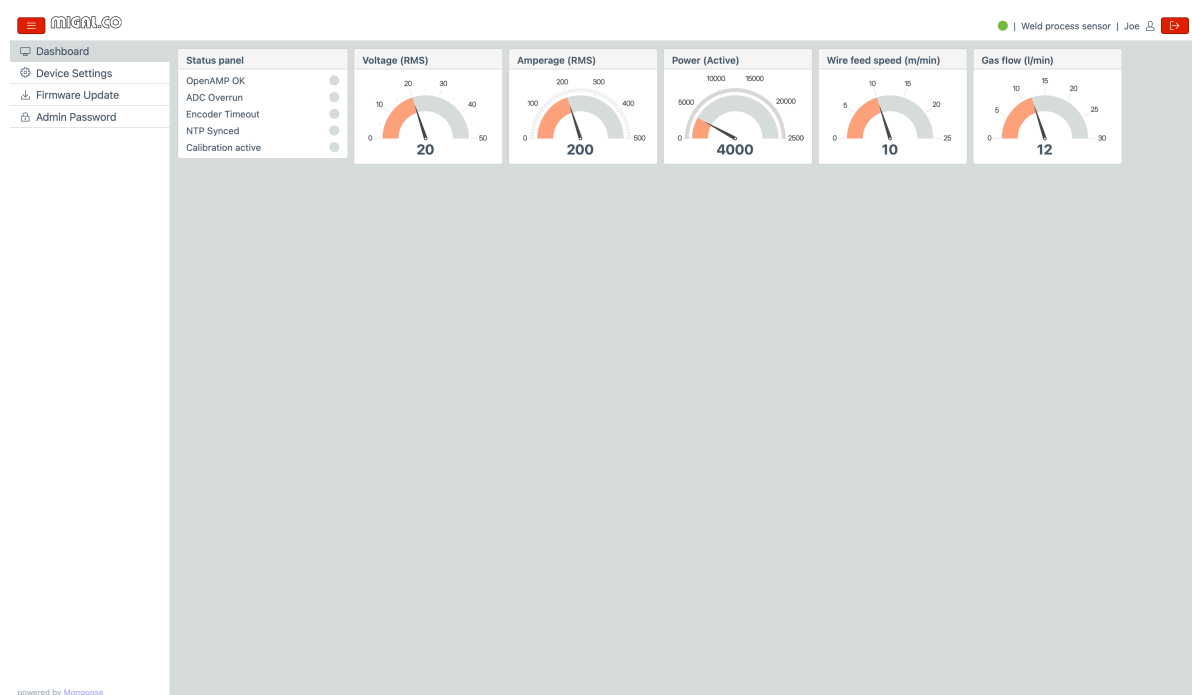 MIGAL.CO
| Weld process sensor | Joe
Dashboard
Device Settings
Firmware Update
Admin Password
Status panel
OpenAMP OK
ADC Overrun
Encoder Timeout
NTP Synced
Calibration active
Voltage (RMS)
0 10 20 30 40 50
20
Amperage (RMS)
0 100 200 300 400 500
200
Power (Active)
0 5000 10000 15000 20000 2500
4000
Wire feed speed (m/min)
0 5 10 15 20 25
10
Gas flow (l/min)
0 5 10 15 20 25 30
12
powered by Mongoose